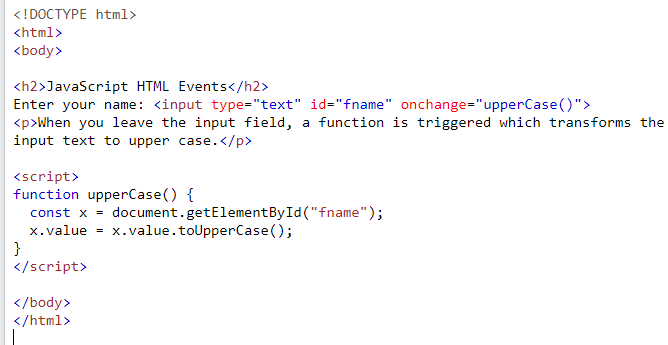 <!DOCTYPE html>
<html>
<body>
<h2>JavaScript HTML Events</h2>
Enter your name: <input type="text" id="fname" onchange="upperCase()">
<p>When you leave the input field, a function is triggered which transforms the
input text to upper case.</p>
<script>
function upperCase() {
  const x = document.getElementById("fname");
  x.value = x.value.toUpperCase();
}
</script>
</body>
</html>